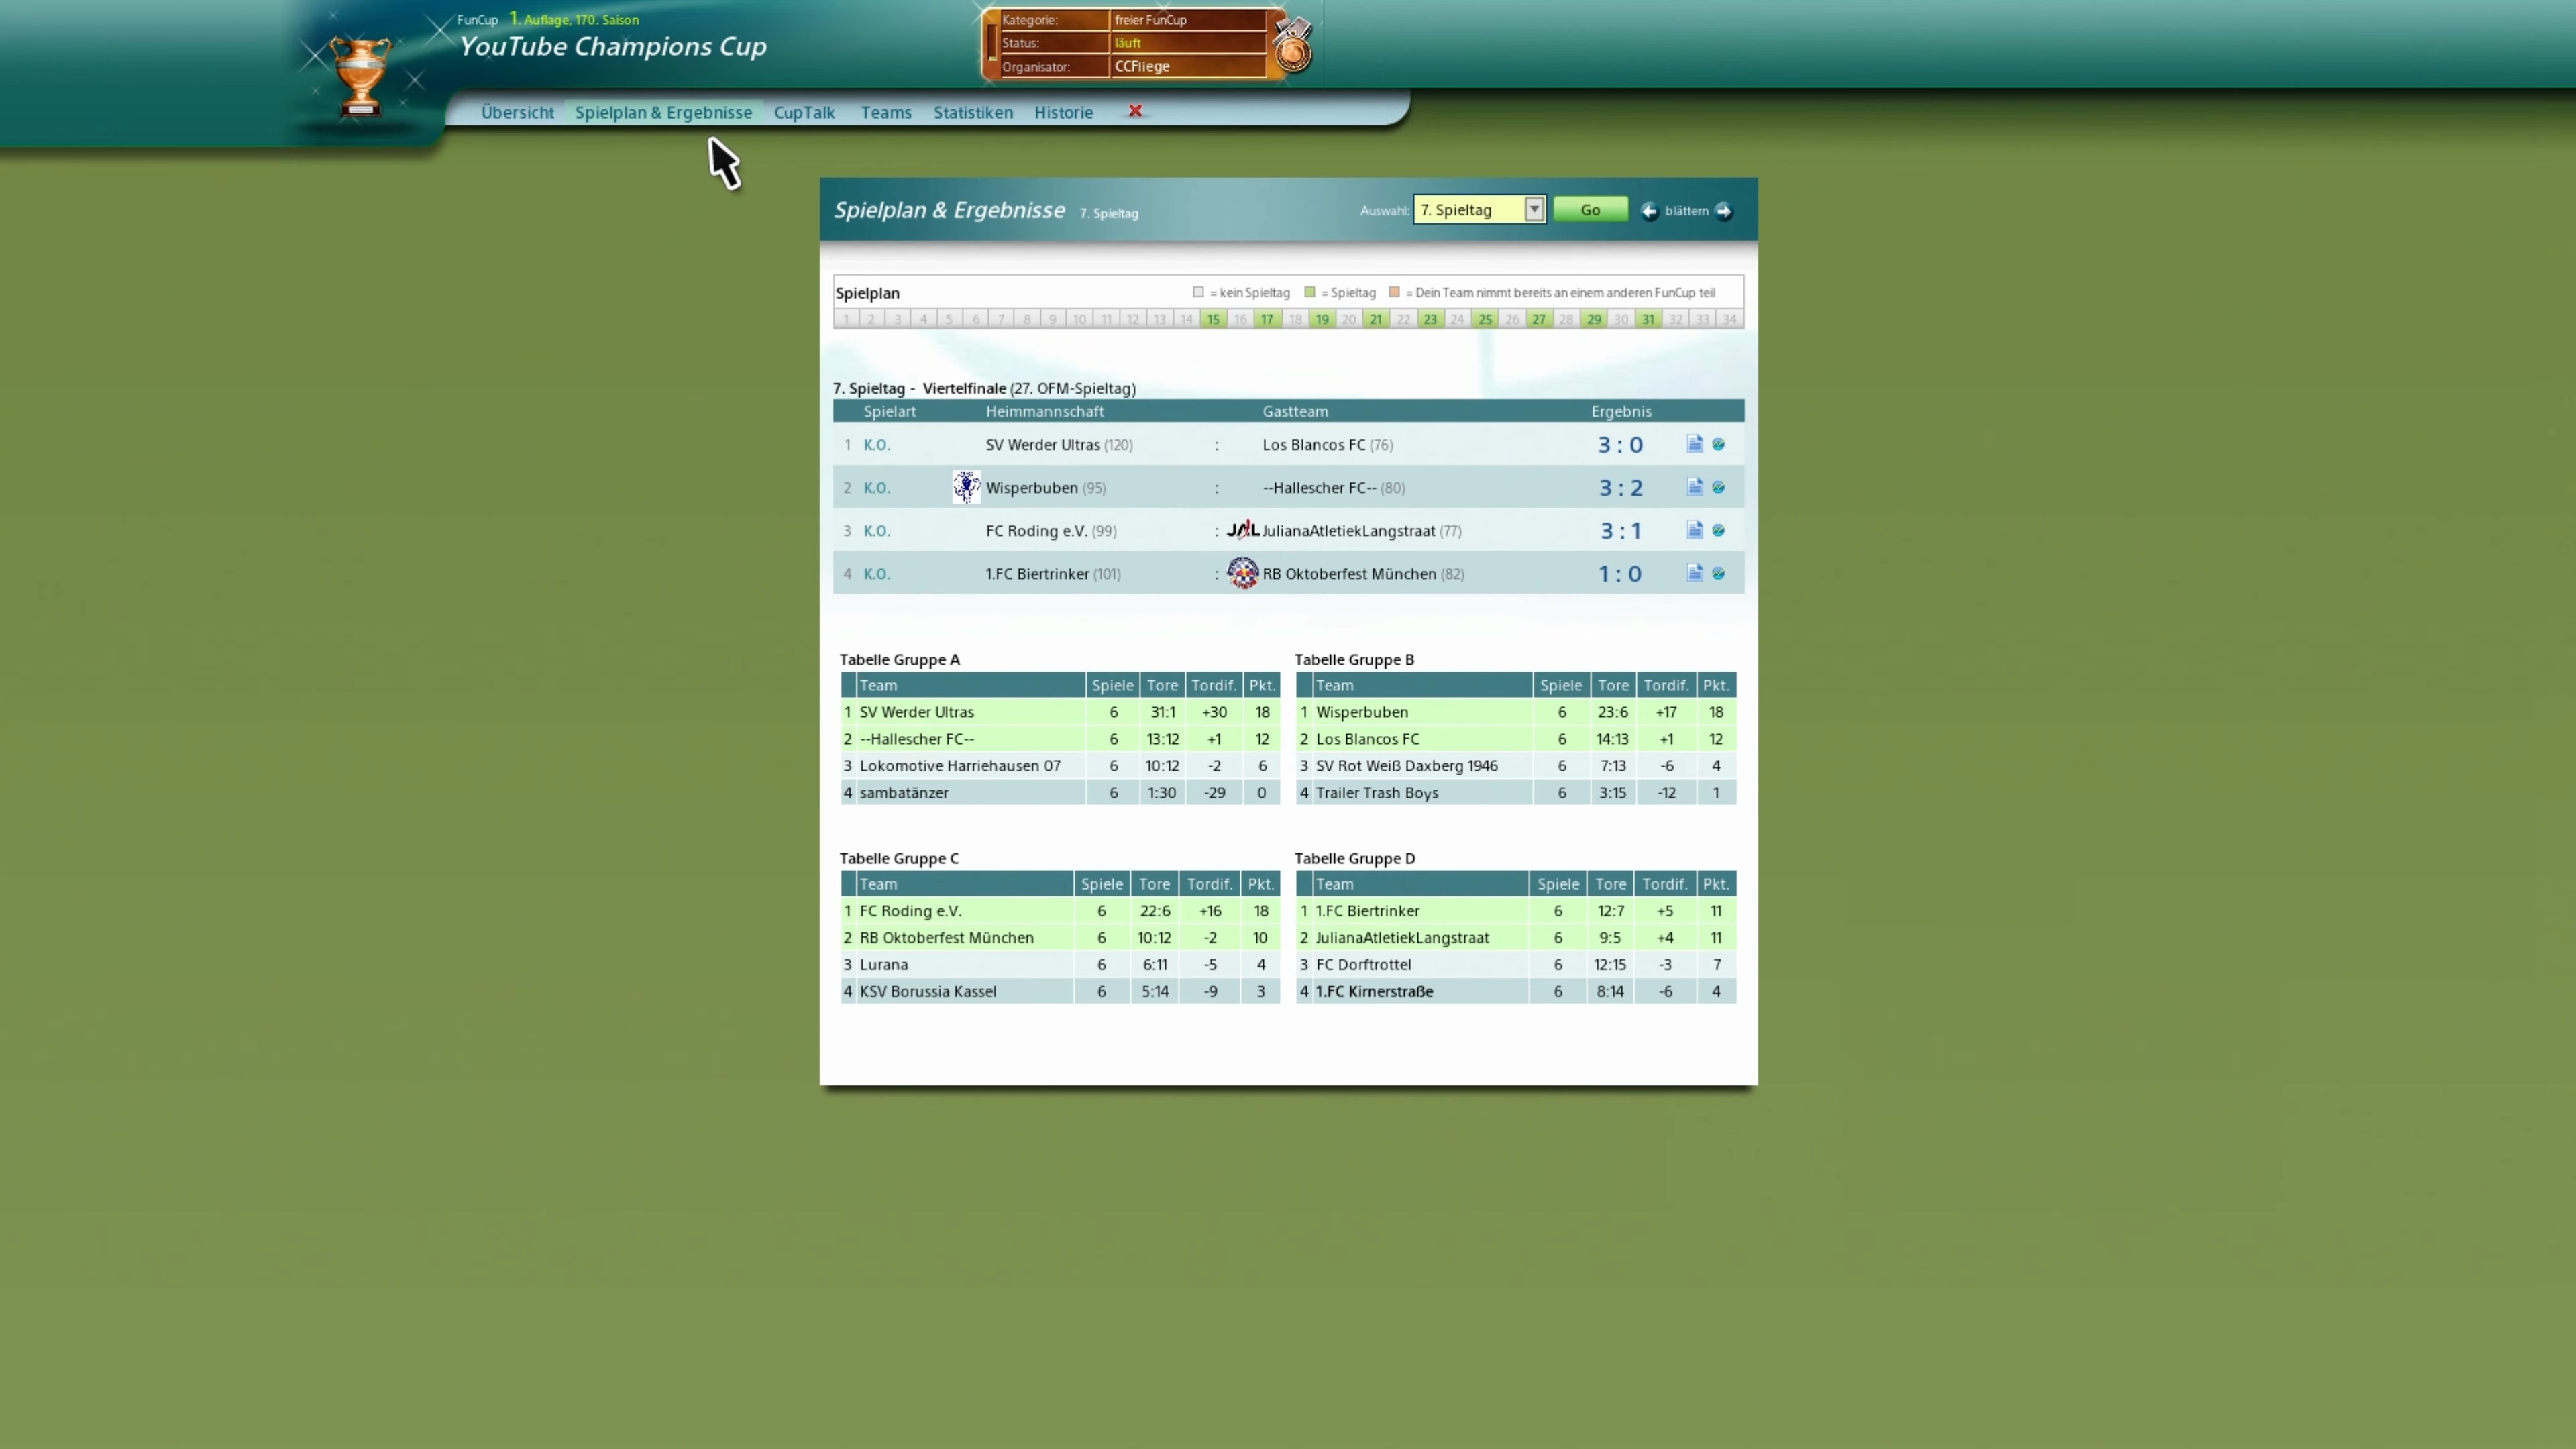 FunCup 1. Auflage, 170. Saison
YouTube Champions Cup
Kategorie: freier FunCup
Status: läuft
Organisator: CCFliege
Übersicht Spielplan & Ergebnisse CupTalk Teams Statistiken Historie
Spielplan & Ergebnisse 7. Spieltag Auswahl: 7. Spieltag Go blättern
Spielplan = kein Spieltag = Spieltag = Dein Team nimmt bereits an einem anderen FunCup teil
1 2 3 4 5 6 7 8 9 10 11 12 13 14 15 16 17 18 19 20 21 22 23 24 25 26 27 28 29 30 31 32 33 34
7. Spieltag - Viertelfinale (27. OFM-Spieltag)
Spielart Heimmannschaft Gastteam Ergebnis
1 K.O. SV Werder Ultras (120) : Los Blancos FC (76) 3 : 0
2 K.O. Wisperbuben (95) : --Hallescher FC-- (80) 3 : 2
3 K.O. FC Roding e.V. (99) : JAL JulianaAtletiekLangstraat (77) 3 : 1
4 K.O. 1.FC Biertrinker (101) : RB Oktoberfest München (82) 1 : 0
Tabelle Gruppe A
Team Spiele Tore Tordif. Pkt.
1 SV Werder Ultras 6 31:1 +30 18
2 --Hallescher FC-- 6 13:12 +1 12
3 Lokomotive Harriehausen 07 6 10:12 -2 6
4 sambatänzer 6 1:30 -29 0
Tabelle Gruppe B
Team Spiele Tore Tordif. Pkt.
1 Wisperbuben 6 23:6 +17 18
2 Los Blancos FC 6 14:13 +1 12
3 SV Rot Weiß Daxberg 1946 6 7:13 -6 4
4 Trailer Trash Boys 6 3:15 -12 1
Tabelle Gruppe C
Team Spiele Tore Tordif. Pkt.
1 FC Roding e.V. 6 22:6 +16 18
2 RB Oktoberfest München 6 10:12 -2 10
3 Lurana 6 6:11 -5 4
4 KSV Borussia Kassel 6 5:14 -9 3
Tabelle Gruppe D
Team Spiele Tore Tordif. Pkt.
1 1.FC Biertrinker 6 12:7 +5 11
2 JulianaAtletiekLangstraat 6 9:5 +4 11
3 FC Dorftrottel 6 12:15 -3 7
4 1.FC Kirnerstraße 6 8:14 -6 4